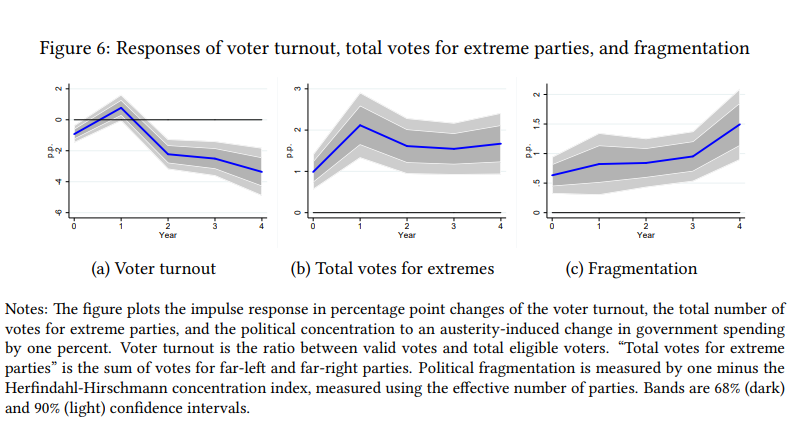 Figure 6: Responses of voter turnout, total votes for extreme parties, and fragmentation
2
0
-2
-4
-6
p.p.
0 1 2 3 4
Year
3
2
1
0
p.p.
0 1 2 3 4
Year
2
1.5
1
.5
0
p.p.
0 1 2 3 4
Year
(a) Voter turnout
(b) Total votes for extremes
(c) Fragmentation
Notes: The figure plots the impulse response in percentage point changes of the voter turnout, the total number of
votes for extreme parties, and the political concentration to an austerity-induced change in government spending
by one percent. Voter turnout is the ratio between valid votes and total eligible voters. “Total votes for extreme
parties” is the sum of votes for far-left and far-right parties. Political fragmentation is measured by one minus the
Herfindahl-Hirschmann concentration index, measured using the effective number of parties. Bands are 68% (dark)
and 90% (light) confidence intervals.